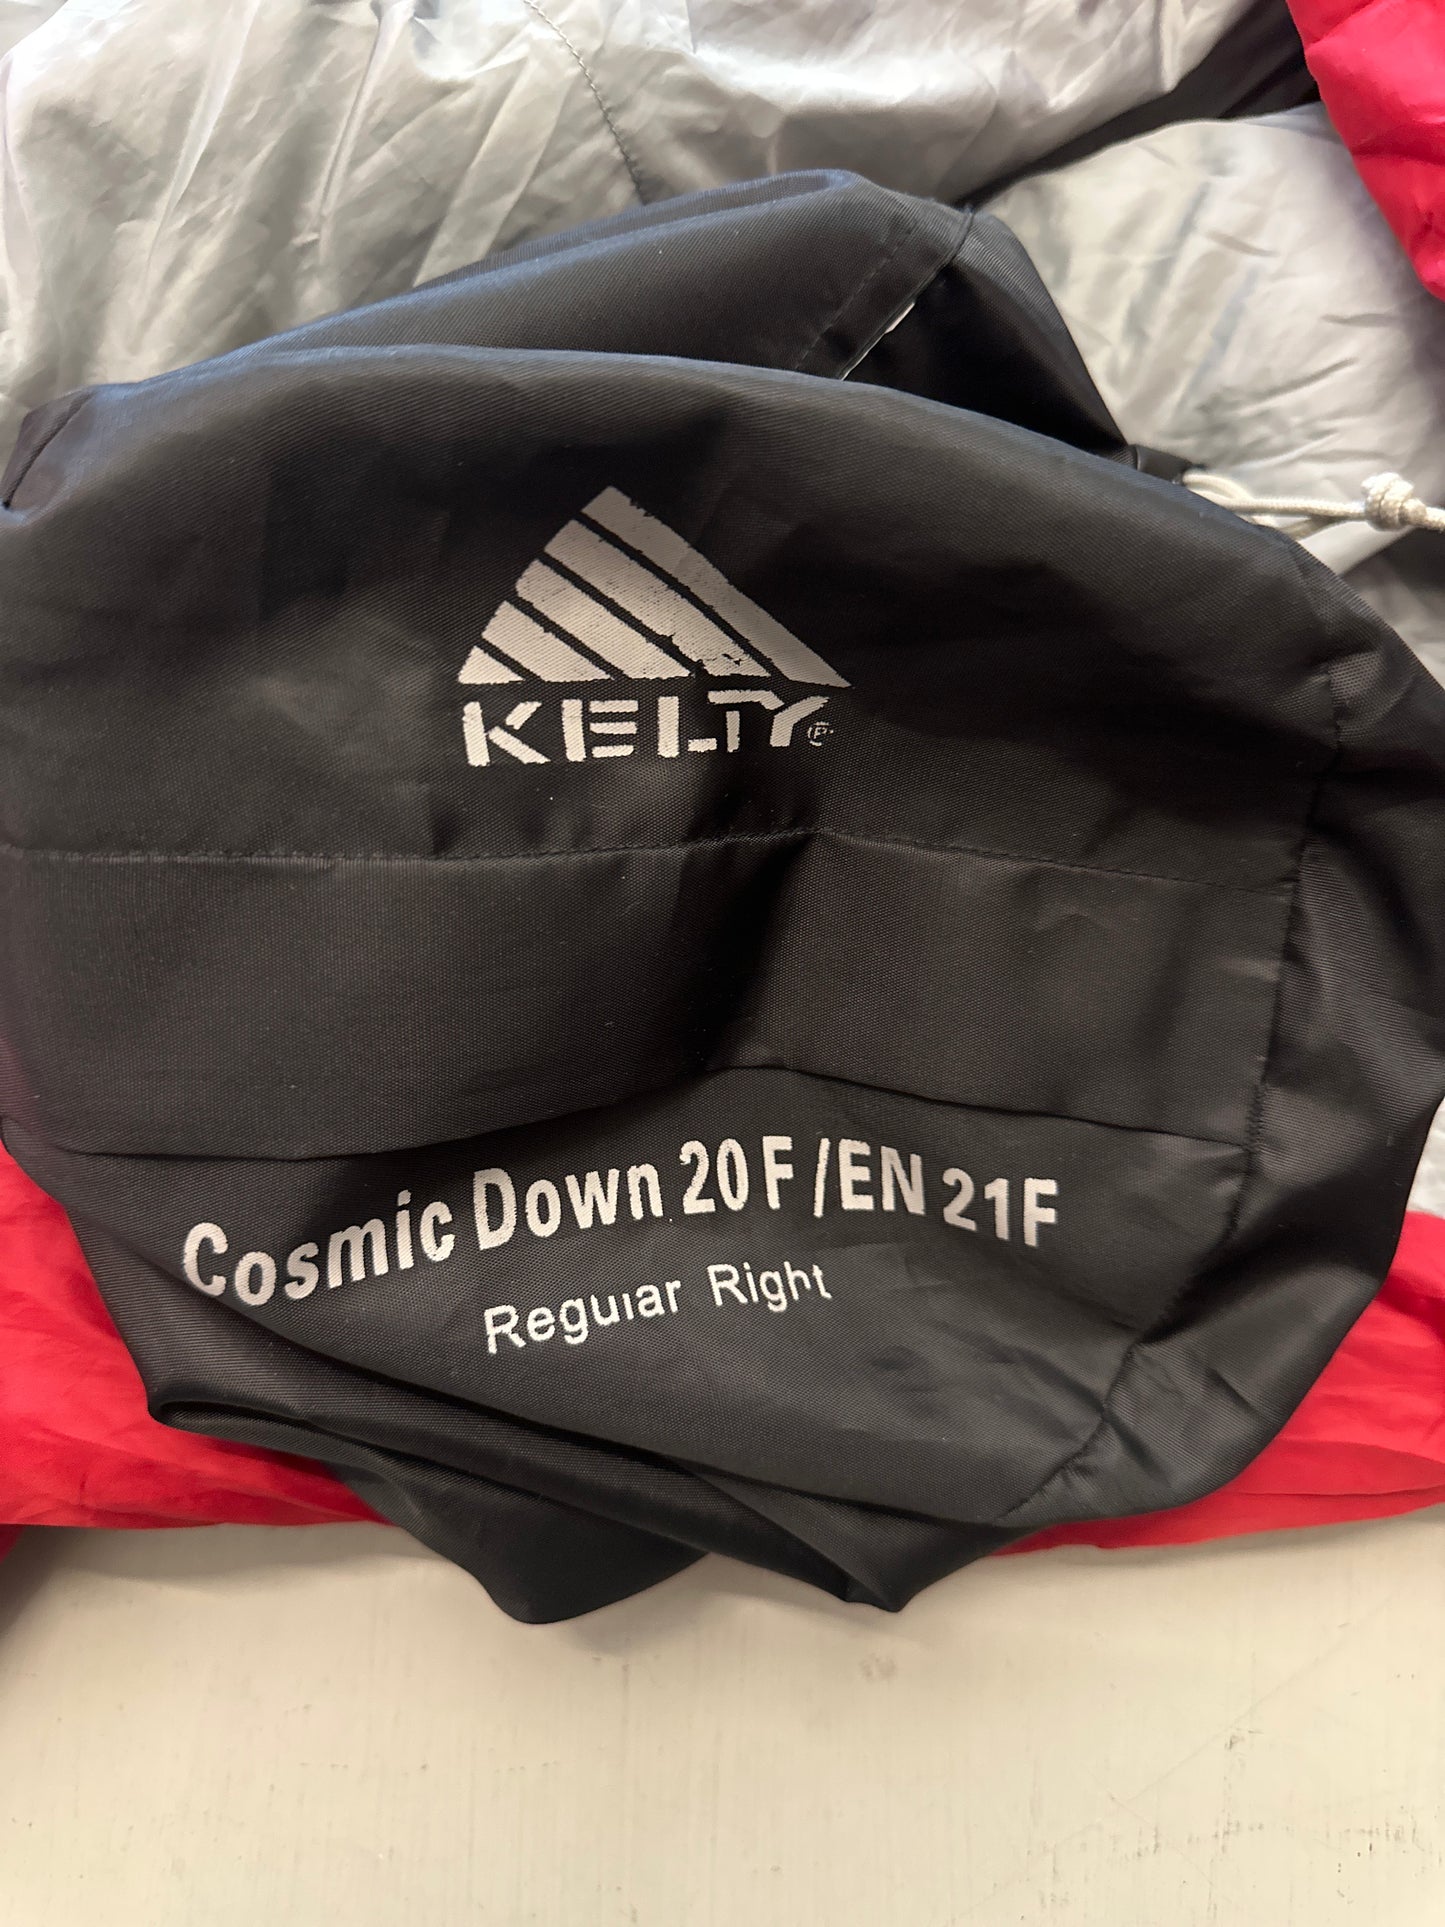 KELTY®
Cosmic Down 20 F /EN 21F
Regular Right